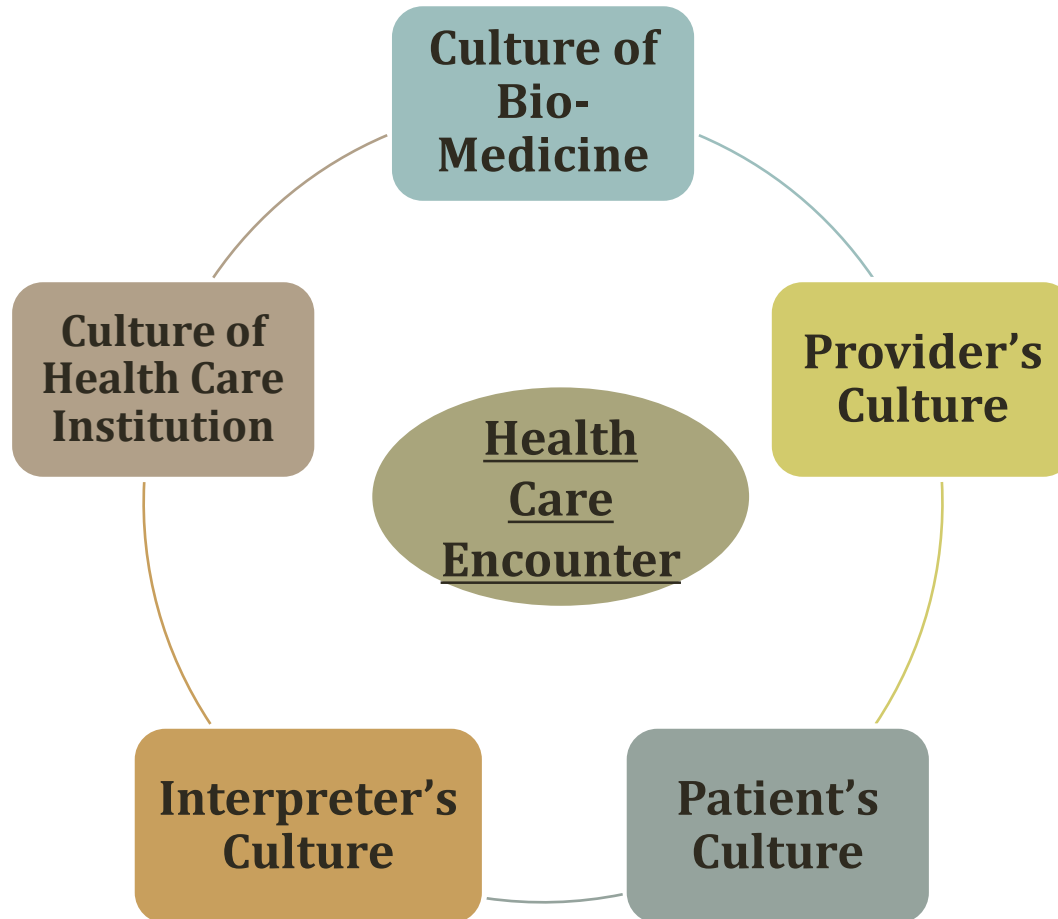 Culture of
Bio-
Medicine
Culture of
Health Care
Institution
Provider’s
Culture
Health
Care
Encounter
Interpreter’s
Culture
Patient’s
Culture